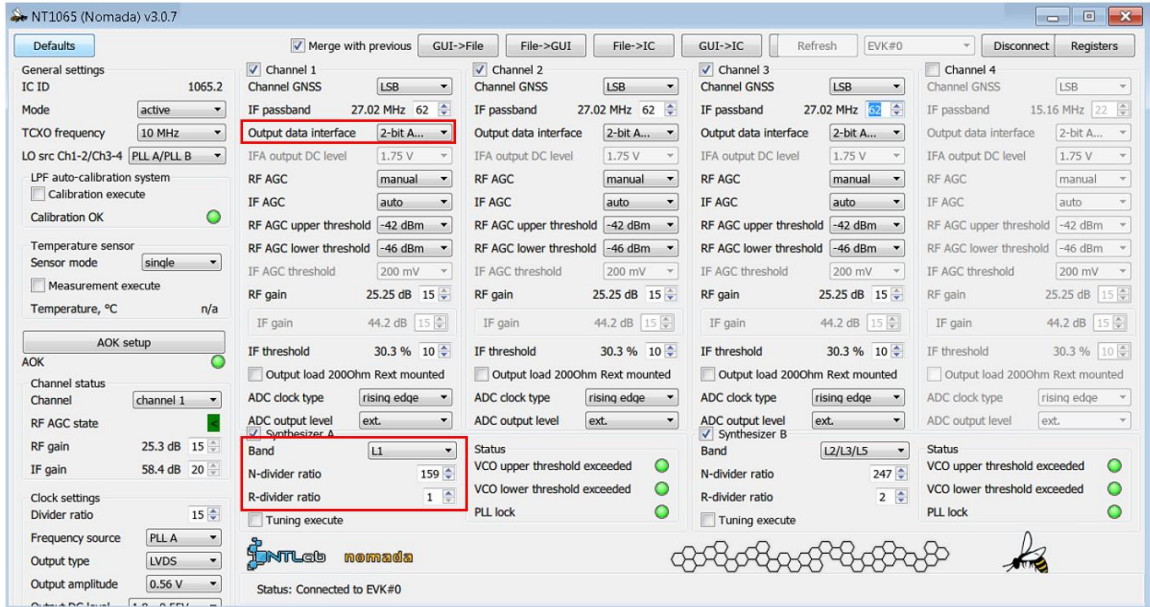 NT1065 (Nomada) v3.0.7
Defaults
Merge with previous
GUI->File
File->GUI
File->IC
GUI->IC
Refresh
EVK#0
Disconnect
Registers
General settings
IC ID 1065.2
Mode active
TCXO frequency 10 MHz
LO src Ch1-2/Ch3-4 PLL A/PLL B
LPF auto-calibration system
Calibration execute
Calibration OK
Temperature sensor
Sensor mode single
Measurement execute
Temperature, °C n/a
AOK setup
AOK
Channel status
Channel channel 1
RF AGC state <
RF gain 25.3 dB 15
IF gain 58.4 dB 20
Clock settings
Divider ratio 15
Frequency source PLL A
Output type LVDS
Output amplitude 0.56 V
Channel 1
Channel GNSS LSB
IF passband 27.02 MHz 62
Output data interface 2-bit A...
IFA output DC level 1.75 V
RF AGC manual
IF AGC auto
RF AGC upper threshold -42 dBm
RF AGC lower threshold -46 dBm
IF AGC threshold 200 mV
RF gain 25.25 dB 15
IF gain 44.2 dB 15
IF threshold 30.3 % 10
Output load 200Ohm Rext mounted
ADC clock type rising edge
ADC output level ext.
Channel 2
Channel GNSS LSB
IF passband 27.02 MHz 62
Output data interface 2-bit A...
IFA output DC level 1.75 V
RF AGC manual
IF AGC auto
RF AGC upper threshold -42 dBm
RF AGC lower threshold -46 dBm
IF AGC threshold 200 mV
RF gain 25.25 dB 15
IF gain 44.2 dB 15
IF threshold 30.3 % 10
Output load 200Ohm Rext mounted
ADC clock type rising edge
ADC output level ext.
Channel 3
Channel GNSS LSB
IF passband 27.02 MHz 62
Output data interface 2-bit A...
IFA output DC level 1.75 V
RF AGC manual
IF AGC auto
RF AGC upper threshold -42 dBm
RF AGC lower threshold -46 dBm
IF AGC threshold 200 mV
RF gain 25.25 dB 15
IF gain 44.2 dB 15
IF threshold 30.3 % 10
Output load 200Ohm Rext mounted
ADC clock type rising edge
ADC output level ext.
Channel 4
Channel GNSS LSB
IF passband 15.16 MHz 22
Output data interface 2-bit A...
IFA output DC level 1.75 V
RF AGC manual
IF AGC auto
RF AGC upper threshold -42 dBm
RF AGC lower threshold -46 dBm
IF AGC threshold 200 mV
RF gain 25.25 dB 15
IF gain 44.2 dB 15
IF threshold 30.3 % 10
Output load 200Ohm Rext mounted
ADC clock type rising edge
ADC output level ext.
Synthesizer A
Band L1
N-divider ratio 159
R-divider ratio 1
Tuning execute
Status
VCO upper threshold exceeded
VCO lower threshold exceeded
PLL lock
Synthesizer B
Band L2/L3/L5
N-divider ratio 247
R-divider ratio 2
Tuning execute
Status
VCO upper threshold exceeded
VCO lower threshold exceeded
PLL lock
NTLab nomada
Status: Connected to EVK#0